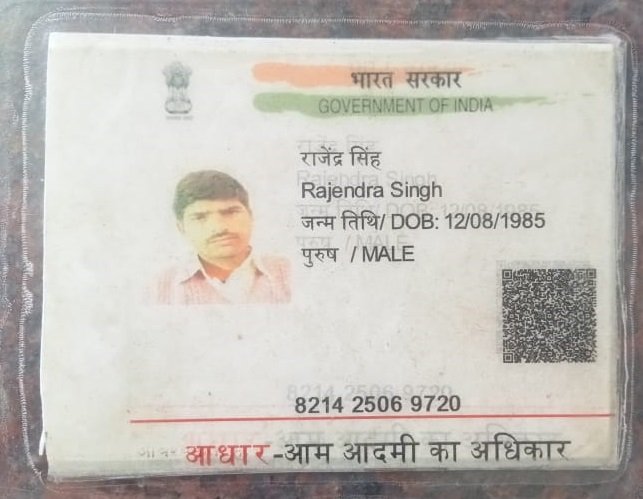 भारत सरकार
GOVERNMENT OF INDIA
राजेंद्र सिंह
Rajendra Singh
जन्म तिथि/ DOB: 12/08/1985
पुरुष / MALE
8214 2506 9720
आधार-आम आदमी का अधिकार